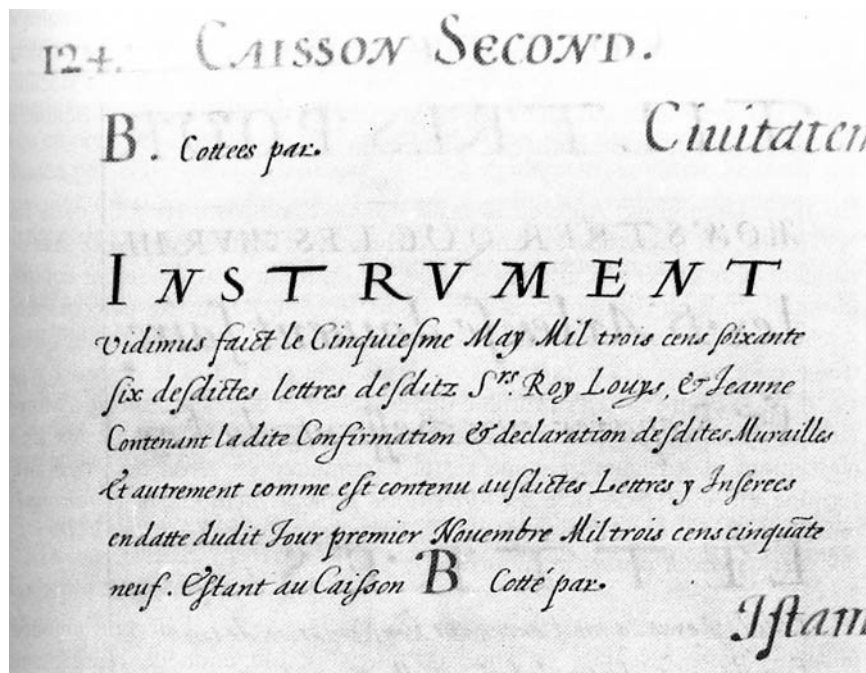 124. CAISSON SECOND.
B. Cottees par. Ciuitatem
INSTRVMENT
vidimus faict le Cinquiesme May Mil trois cens soixante
six desdictes lettres desditz Srs. Roy Louys, & Jeanne
Contenant la dite Confirmation & declaration desdites Murailles
Et autrement comme est contenu ausdictes Lettres y Inserees
en datte dudit Jour premier Nouembre Mil trois cens cinquāte
neuf. Estant au Caisson B Cotté par.
Istam